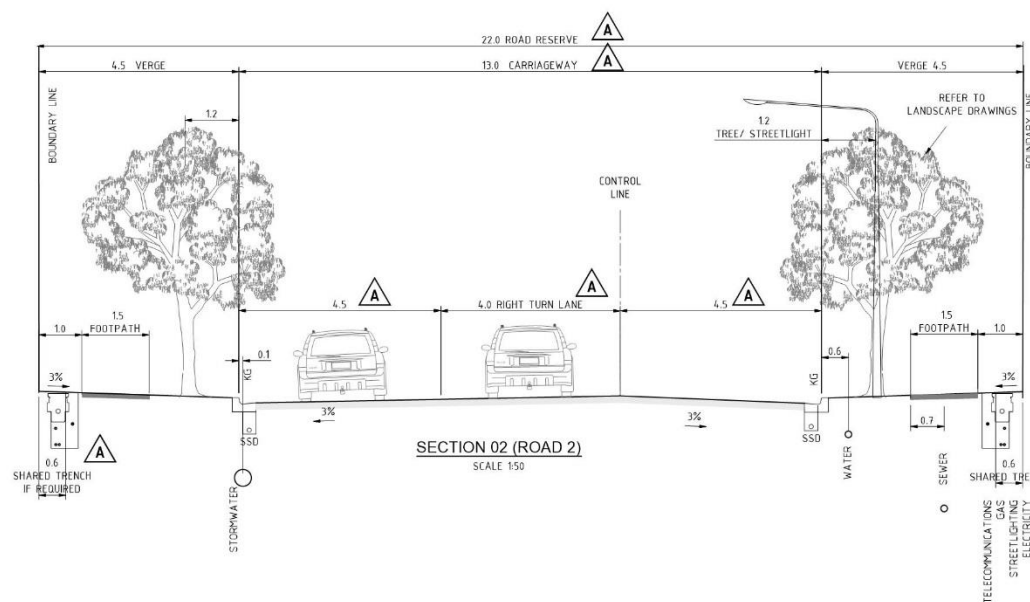 22.0 ROAD RESERVE
A
4.5 VERGE
13.0 CARRIAGEWAY
A
VERGE 4.5
BOUNDARY LINE
1.2
1.2
TREE/ STREETLIGHT
REFER TO
LANDSCAPE DRAWINGS
BOUNDARY LINE
CONTROL
LINE
4.5
A
4.0 RIGHT TURN LANE
A
4.5
A
1.0
1.5
FOOTPATH
0.1
KG
KG
0.6
1.5
FOOTPATH
1.0
3%
3%
3%
3%
SSD
SSD
A
0.6
SHARED TRENCH
IF REQUIRED
STORMWATER
SECTION 02 (ROAD 2)
SCALE 1:50
WATER
0.7
SEWER
0.6
SHARED TRE
TELECOMMUNICATIONS
GAS
STREETLIGHTING
ELECTRICITY